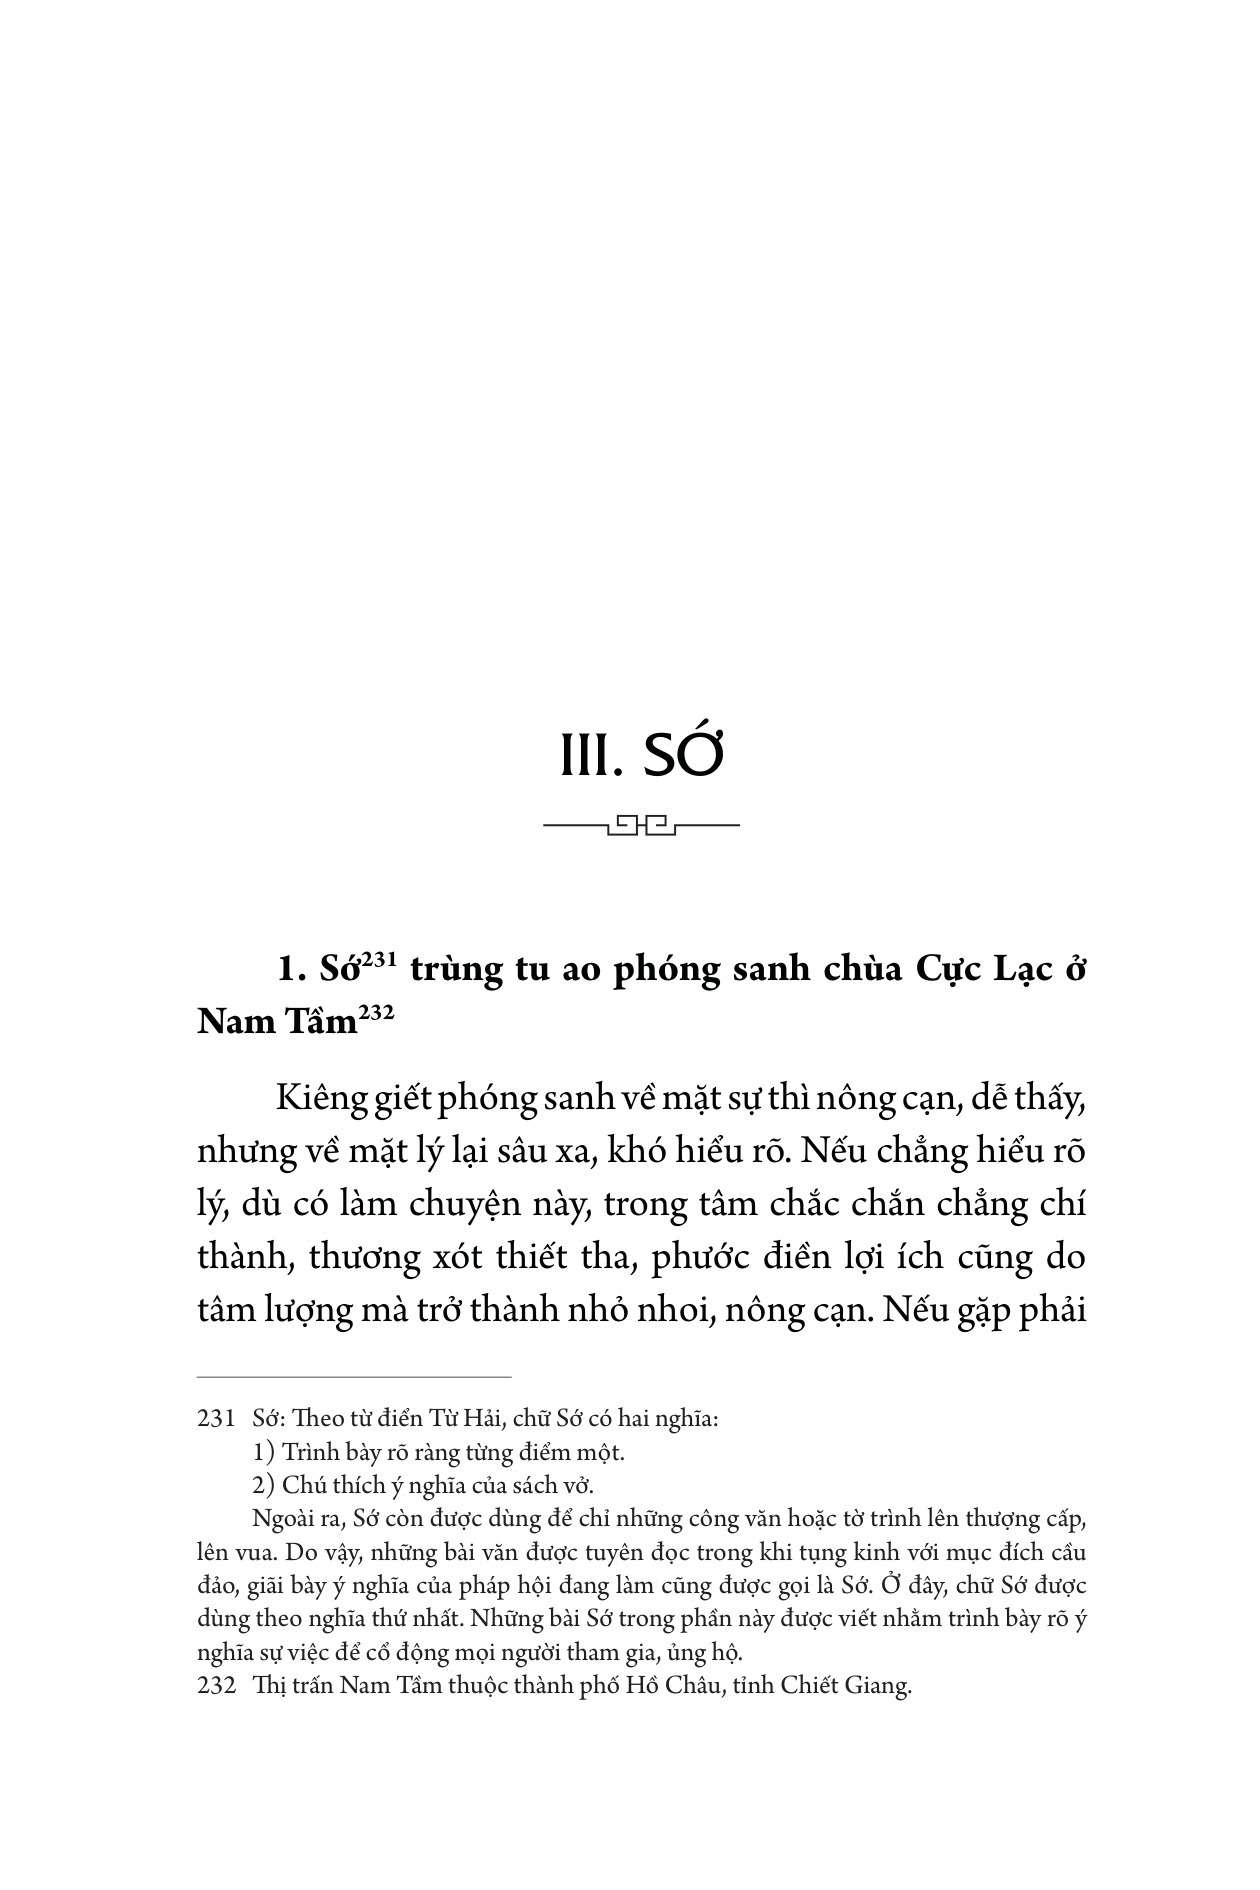 III. SỚ
1. Sớ231 trùng tu ao phóng sanh chùa Cực Lạc ở
Nam Tầm232
Kiêng giết phóng sanh về mặt sự thì nông cạn, dễ thấy,
nhưng về mặt lý lại sâu xa, khó hiểu rõ. Nếu chẳng hiểu rõ
lý, dù có làm chuyện này, trong tâm chắc chắn chẳng chí
thành, thương xót thiết tha, phước điền lợi ích cũng do
tâm lượng mà trở thành nhỏ nhoi, nông cạn. Nếu gặp phải
231 Sớ: Theo từ điển Từ Hải, chữ Sớ có hai nghĩa:
1) Trình bày rõ ràng từng điểm một.
2) Chú thích ý nghĩa của sách vở.
Ngoài ra, Sớ còn được dùng để chỉ những công văn hoặc tờ trình lên thượng cấp,
lên vua. Do vậy, những bài văn được tuyên đọc trong khi tụng kinh với mục đích cầu
đảo, giãi bày ý nghĩa của pháp hội đang làm cũng được gọi là Sớ. Ở đây, chữ Sớ được
dùng theo nghĩa thứ nhất. Những bài Sớ trong phần này được viết nhằm trình bày rõ ý
nghĩa sự việc để cổ động mọi người tham gia, ủng hộ.
232 Thị trấn Nam Tầm thuộc thành phố Hồ Châu, tỉnh Chiết Giang.